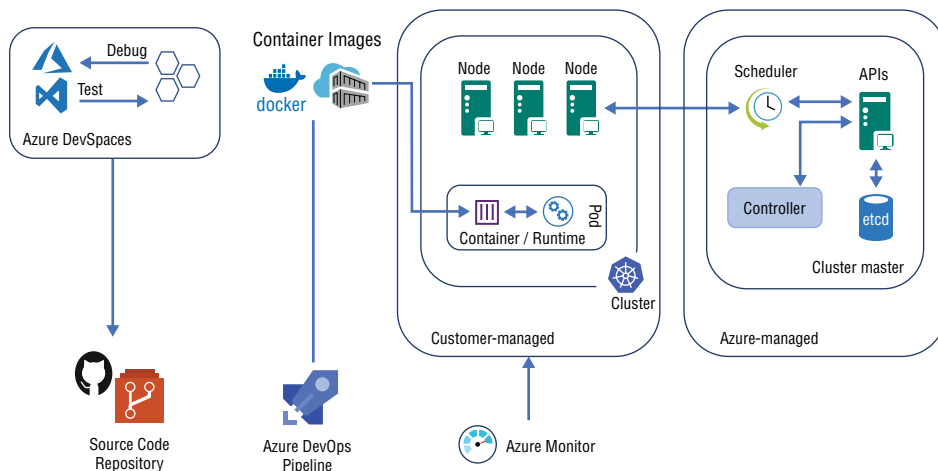 Debug
Test
Azure DevSpaces
Container Images
docker
Node
Node
Node
Container / Runtime
Pod
Cluster
Customer-managed
Scheduler
APIs
Controller
etcd
Cluster master
Azure-managed
Source Code
Repository
Azure DevOps
Pipeline
Azure Monitor